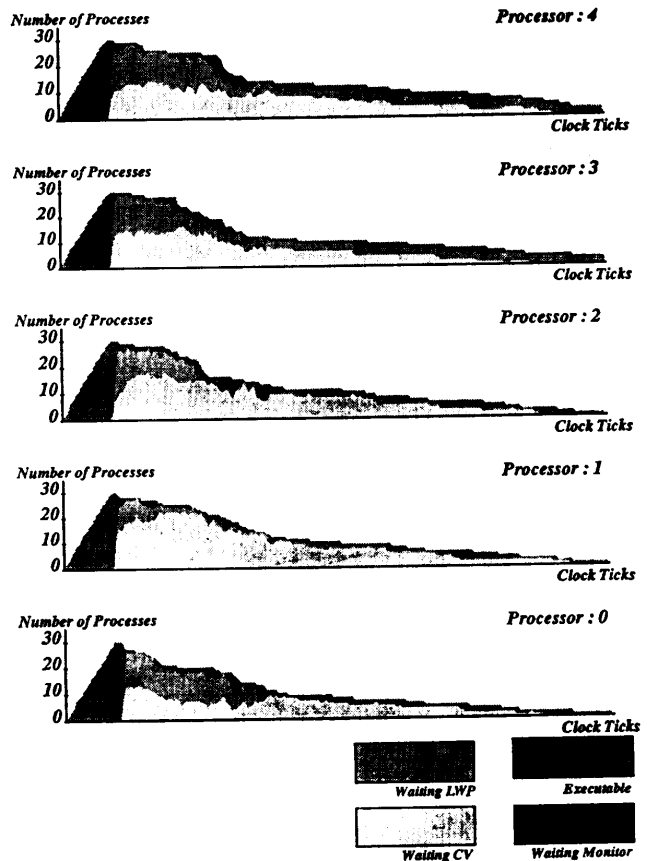 Number of Processes
Processor : 4
30
20
10
0
Clock Ticks
Number of Processes
Processor : 3
30
20
10
0
Clock Ticks
Number of Processes
Processor : 2
30
20
10
0
Clock Ticks
Number of Processes
Processor : 1
30
20
10
0
Clock Ticks
Number of Processes
Processor : 0
30
20
10
0
Clock Ticks
Waiting LWP
Executable
Waiting CV
Waiting Monitor